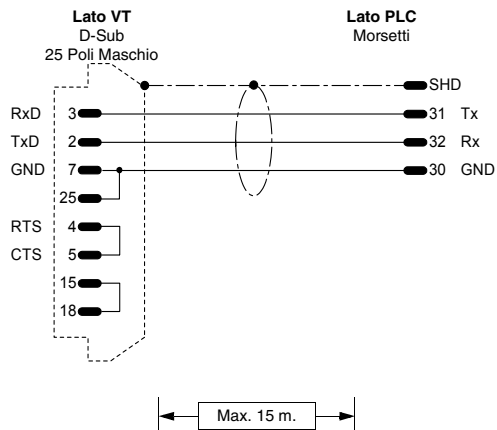 Lato VT
D-Sub
25 Poli Maschio
Lato PLC
Morsetti
SHD
RxD 3 31 Tx
TxD 2 32 Rx
GND 7 30 GND
25
RTS 4
CTS 5
15
18
Max. 15 m.